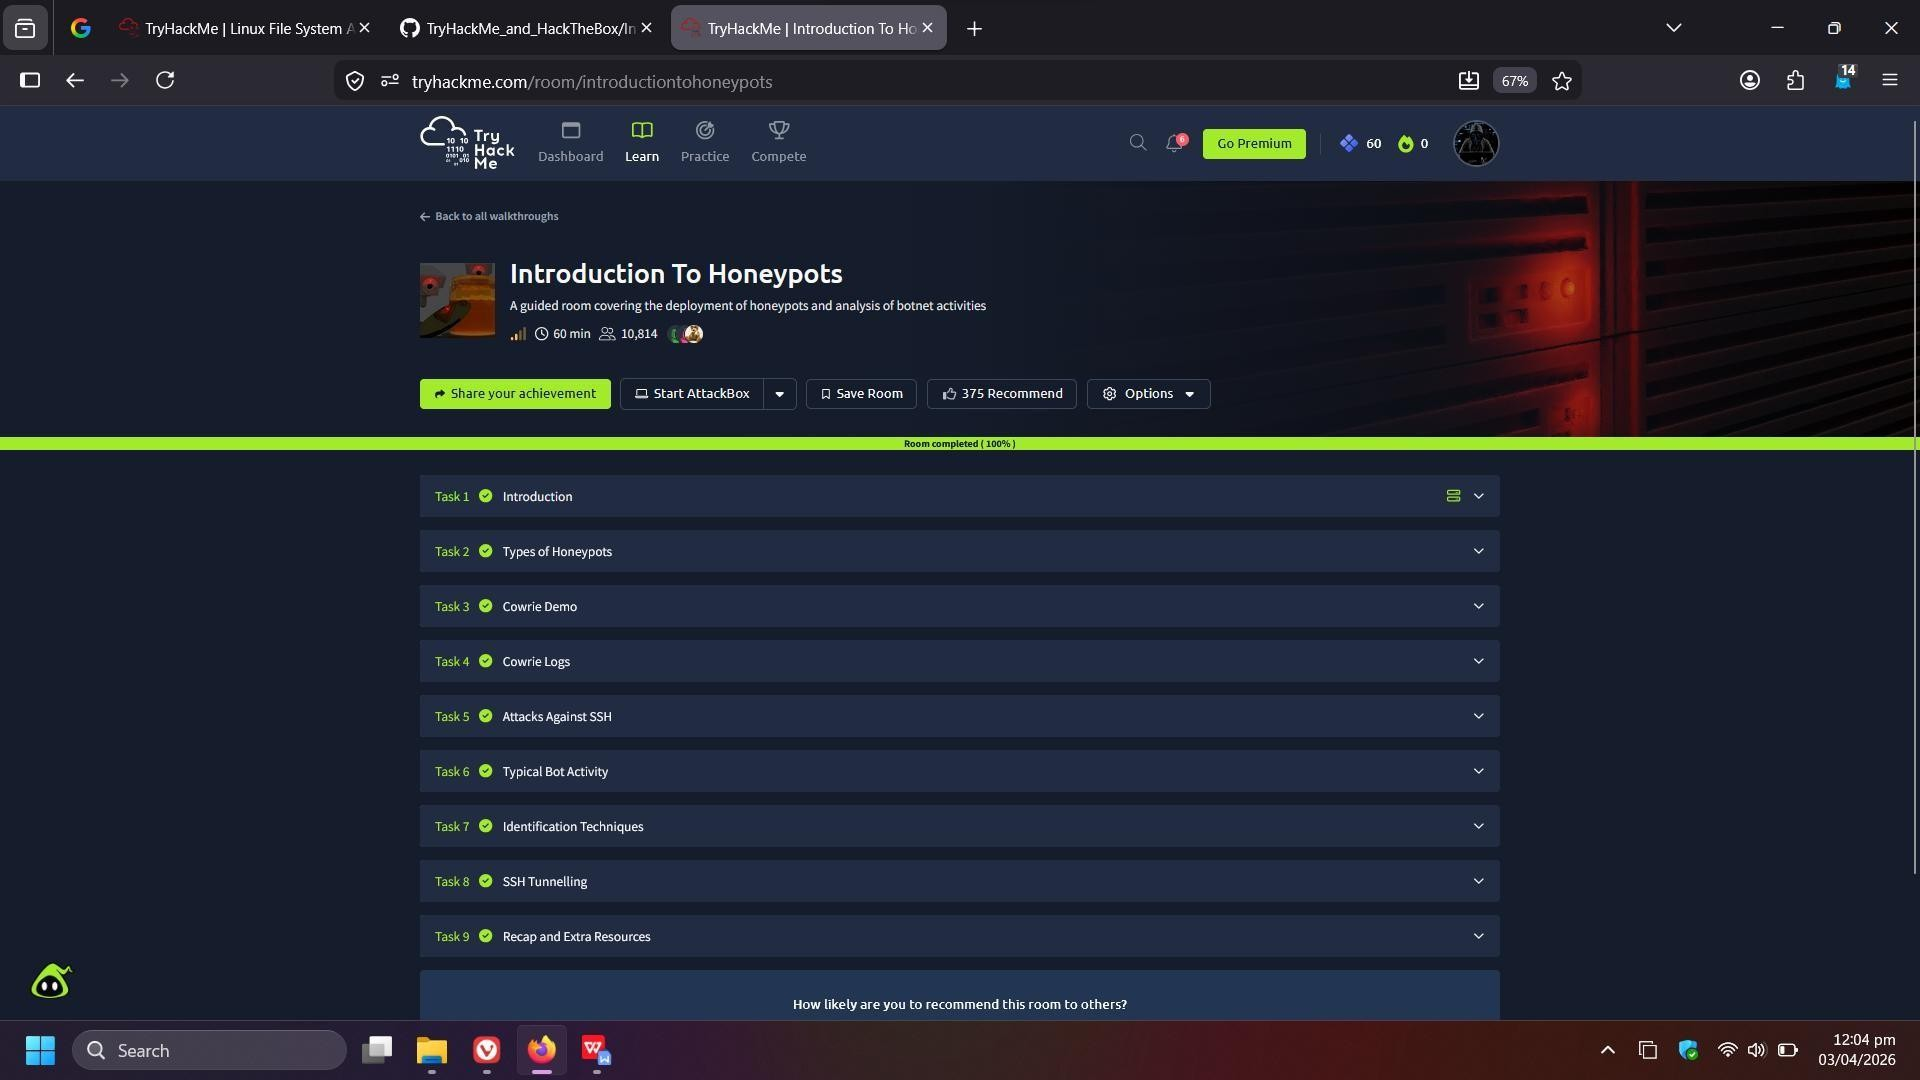 TryHackMe | Linux File System A
TryHackMe_and_HackTheBox/In
TryHackMe | Introduction To Ho
tryhackme.com/room/introductiontohoneypots
67%
14
Try
Hack
Me
Dashboard
Learn
Practice
Compete
6
Go Premium
60
0
Back to all walkthroughs
Introduction To Honeypots
A guided room covering the deployment of honeypots and analysis of botnet activities
60 min
10,814
Share your achievement
Start AttackBox
Save Room
375 Recommend
Options
Room completed ( 100% )
Task 1 Introduction
Task 2 Types of Honeypots
Task 3 Cowrie Demo
Task 4 Cowrie Logs
Task 5 Attacks Against SSH
Task 6 Typical Bot Activity
Task 7 Identification Techniques
Task 8 SSH Tunnelling
Task 9 Recap and Extra Resources
How likely are you to recommend this room to others?
Search
12:04 pm
03/04/2026